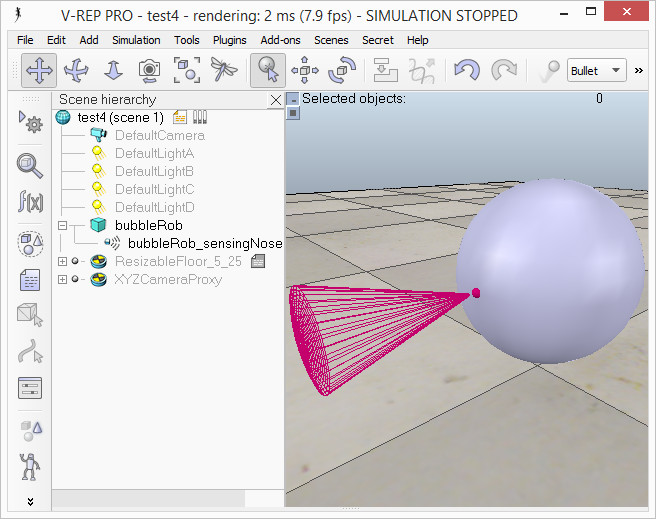 V-REP PRO - test4 - rendering: 2 ms (7.9 fps) - SIMULATION STOPPED
File Edit Add Simulation Tools Plugins Add-ons Scenes Secret Help
Bullet »
Scene hierarchy
Selected objects: 0
test4 (scene 1)
DefaultCamera
DefaultLightA
DefaultLightB
DefaultLightC
DefaultLightD
bubbleRob
bubbleRob_sensingNose
ResizableFloor_5_25
XYZCameraProxy
f(x)